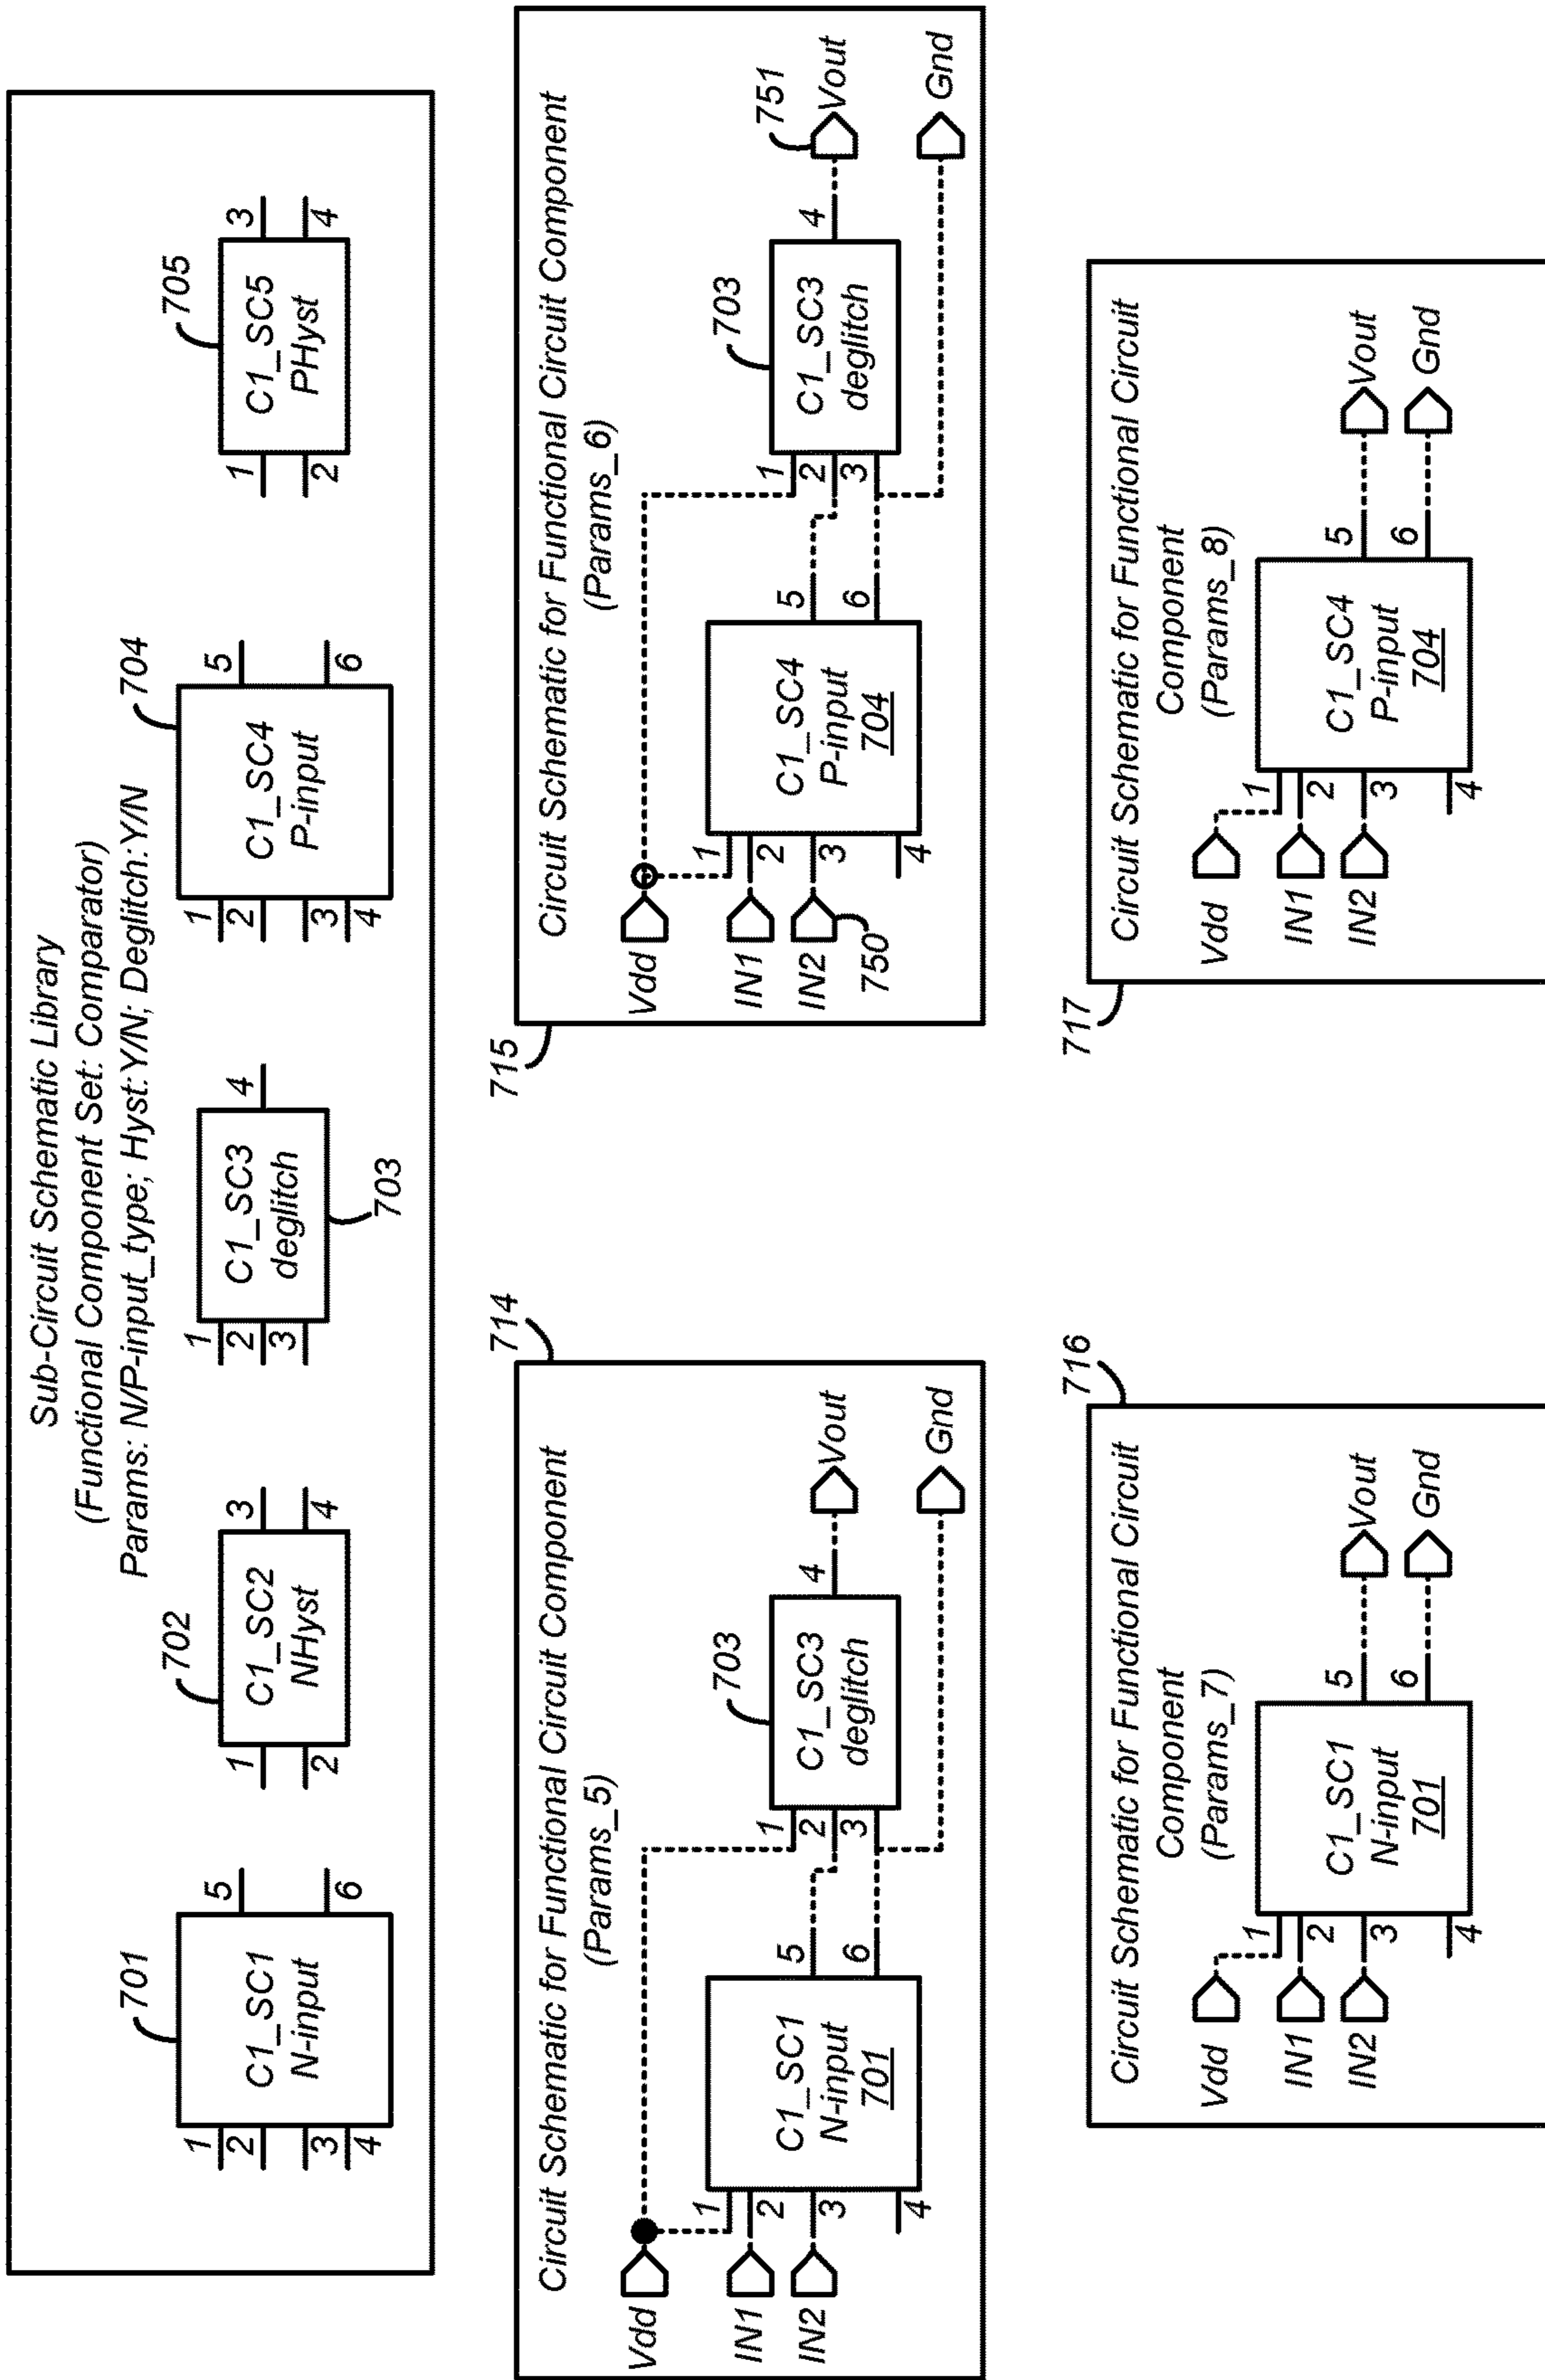 Sub-Circuit Schematic Library
(Functional Component Set: Comparator)
Params: N/P-input_type; Hyst:Y/N; Deglitch:Y/N
701
1
2
3
4
C1_SC1
N-input
5
6
702
1
2
C1_SC2
NHyst
3
4
1
2
3
C1_SC3
deglitch
4
703
704
1
2
3
4
C1_SC4
P-input
5
6
705
1
2
C1_SC5
PHyst
3
4
714
Circuit Schematic for Functional Circuit Component
(Params_5)
Vdd
IN1
IN2
1
2
3
4
C1_SC1
N-input
701
5
6
703
1
2
3
C1_SC3
deglitch
4
Vout
Gnd
715
Circuit Schematic for Functional Circuit Component
(Params_6)
Vdd
IN1
IN2
750
1
2
3
4
C1_SC4
P-input
704
5
6
703
1
2
3
C1_SC3
deglitch
4
751
Vout
Gnd
716
Circuit Schematic for Functional Circuit
Component
(Params_7)
Vdd
IN1
IN2
1
2
3
4
C1_SC1
N-input
701
5
6
Vout
Gnd
717
Circuit Schematic for Functional Circuit
Component
(Params_8)
Vdd
IN1
IN2
1
2
3
4
C1_SC4
P-input
704
5
6
Vout
Gnd